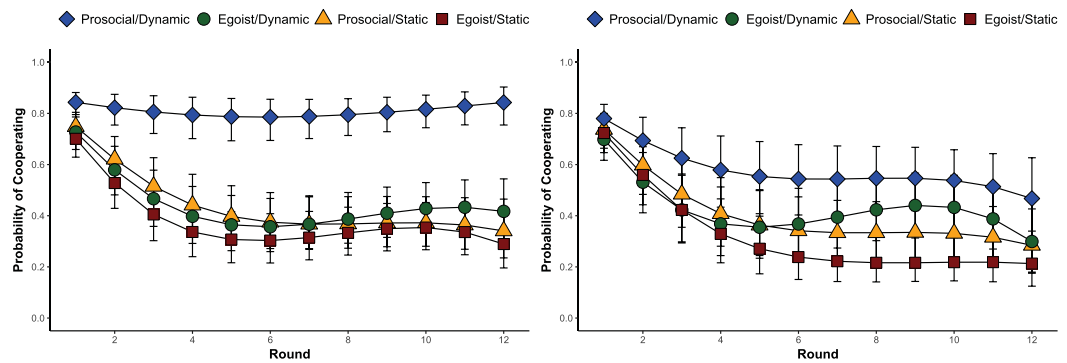 Prosocial/Dynamic Egoist/Dynamic Prosocial/Static Egoist/Static
Probability of Cooperating
1.0
0.8
0.6
0.4
0.2
0.0
2 4 6 8 10 12
Round
Prosocial/Dynamic Egoist/Dynamic Prosocial/Static Egoist/Static
Probability of Cooperating
1.0
0.8
0.6
0.4
0.2
0.0
2 4 6 8 10 12
Round